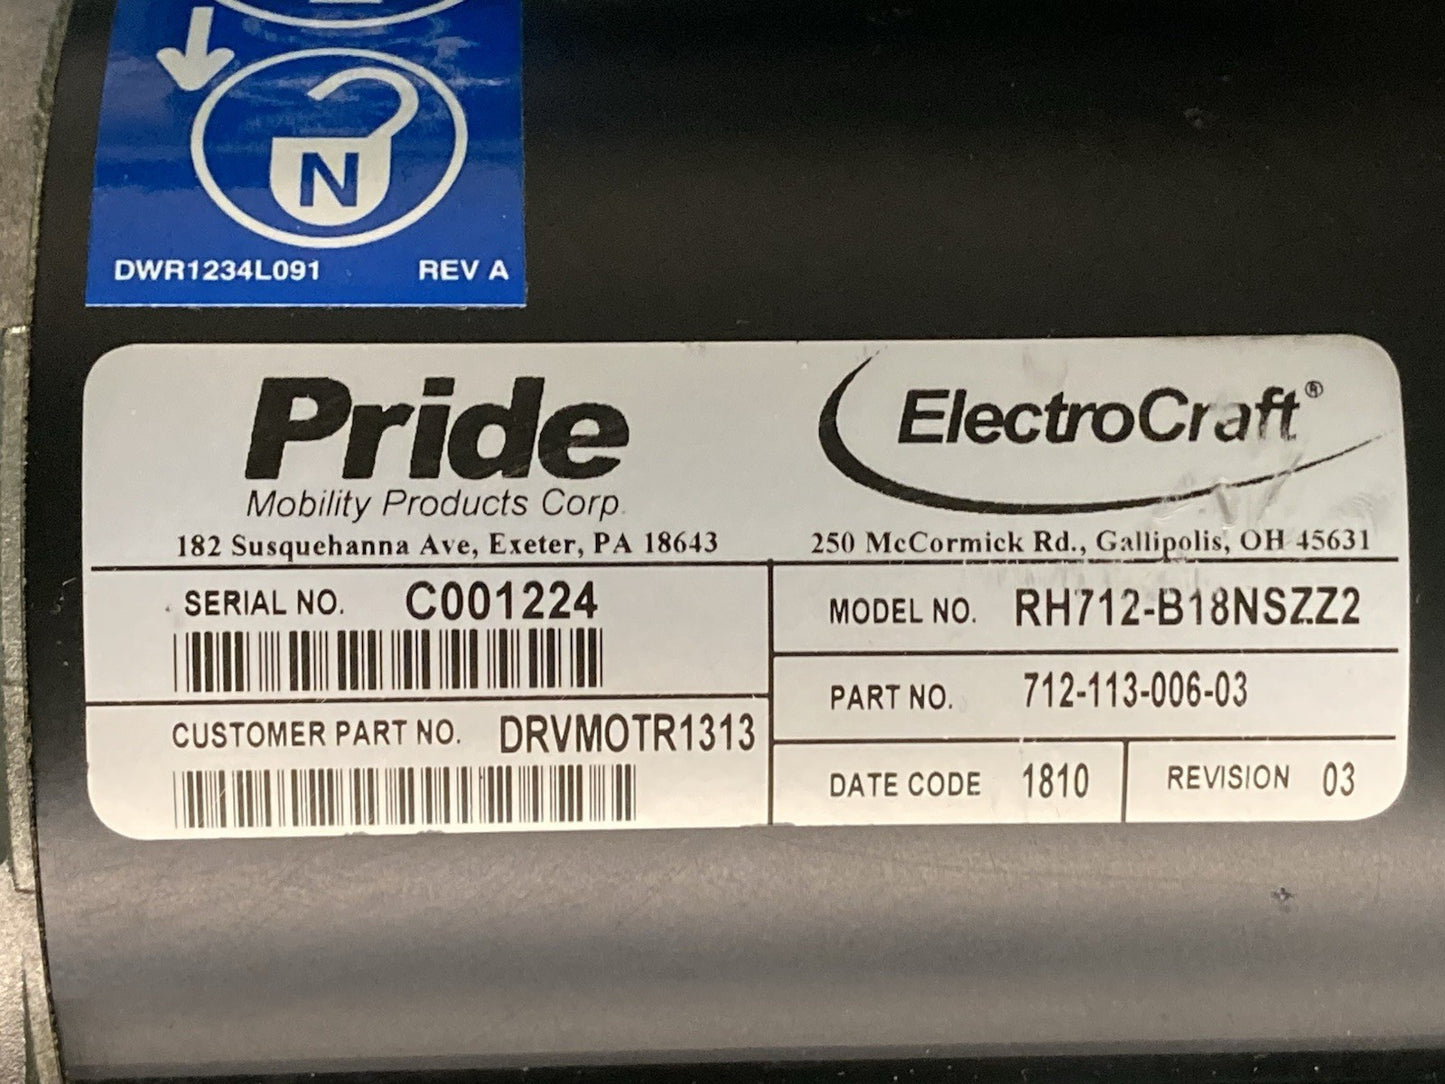 N
DWR1234L091 REV A
Pride
Mobility Products Corp.
182 Susquehanna Ave, Exeter, PA 18643
ElectroCraft®
250 McCormick Rd., Gallipolis, OH 45631
SERIAL NO. C001224
CUSTOMER PART NO. DRVMOTR1313
MODEL NO. RH712-B18NSZZ2
PART NO. 712-113-006-03
DATE CODE 1810
REVISION 03